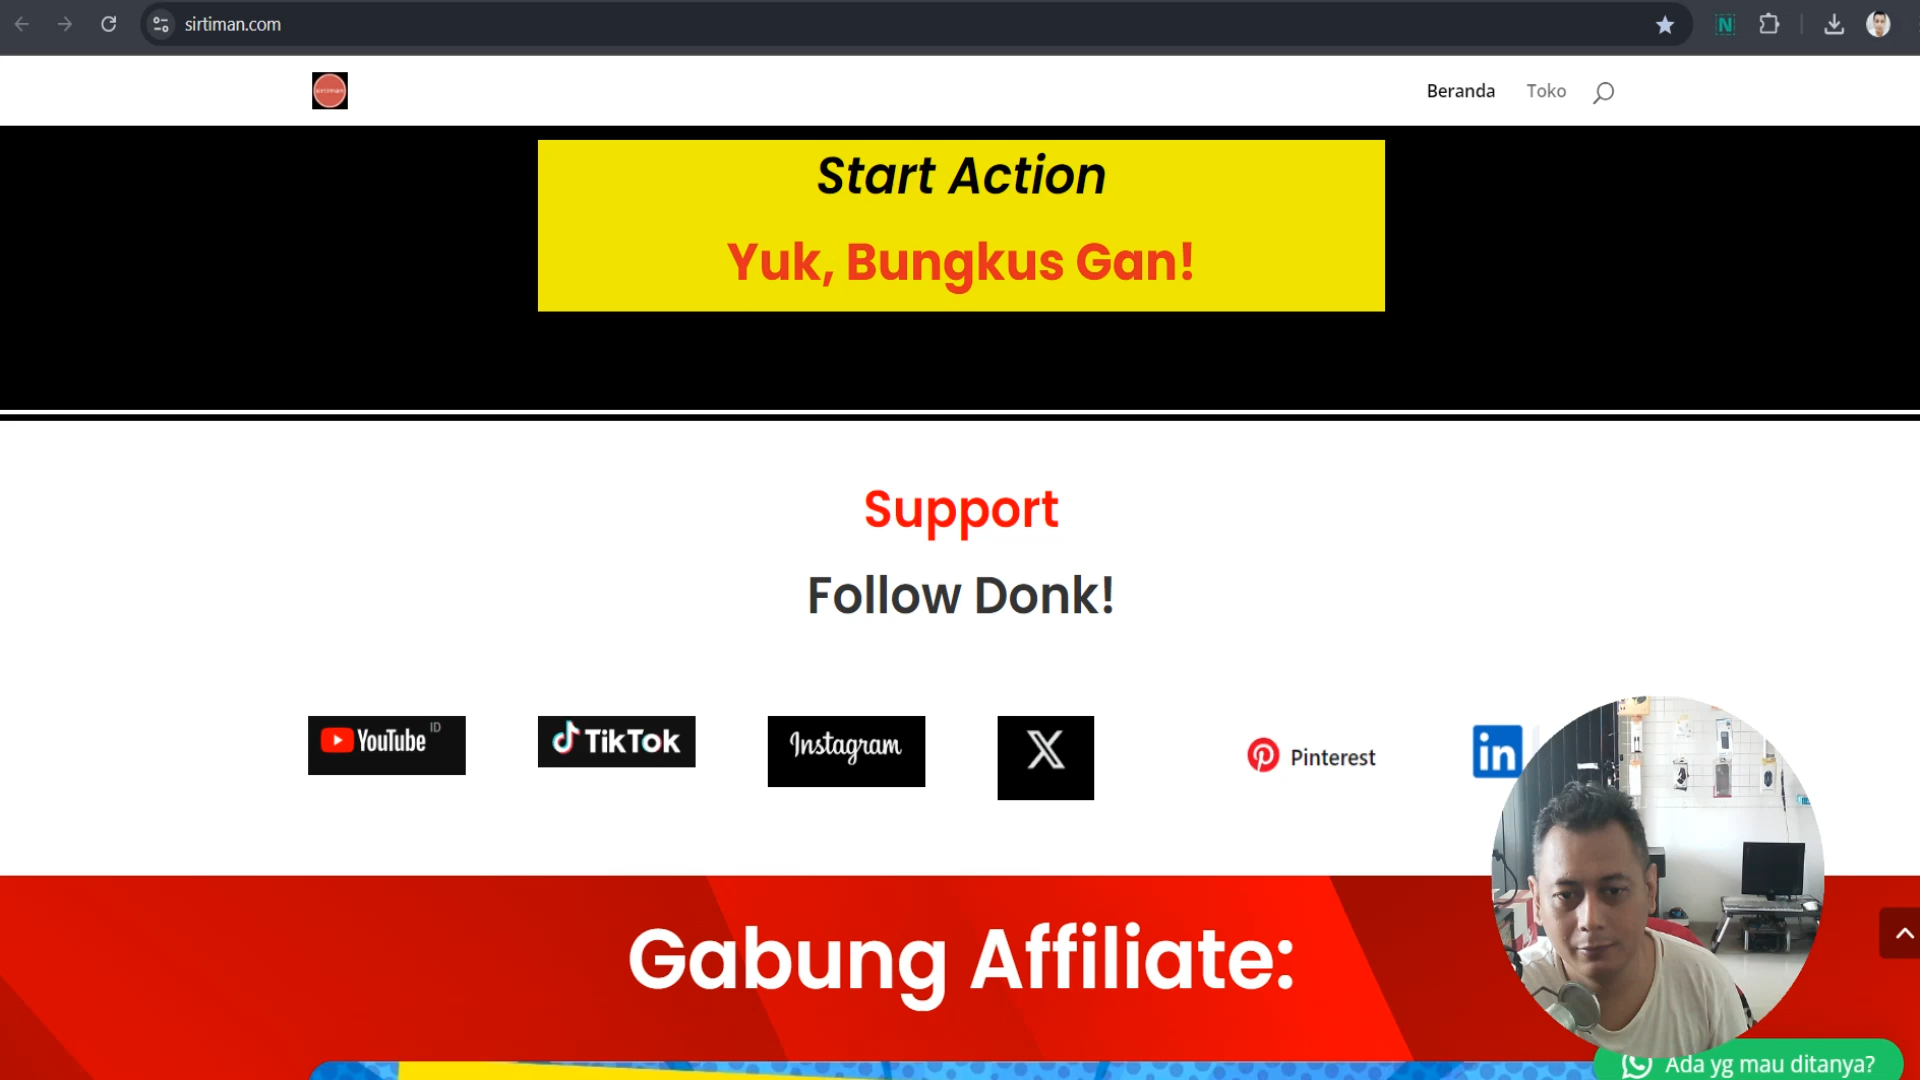 sirtiman.com
N
sirtiman
Beranda
Toko
Start Action
Yuk, Bungkus Gan!
Support
Follow Donk!
YouTube ID
TikTok
Instagram
X
Pinterest
in
Gabung Affiliate:
Ada yg mau ditanya?